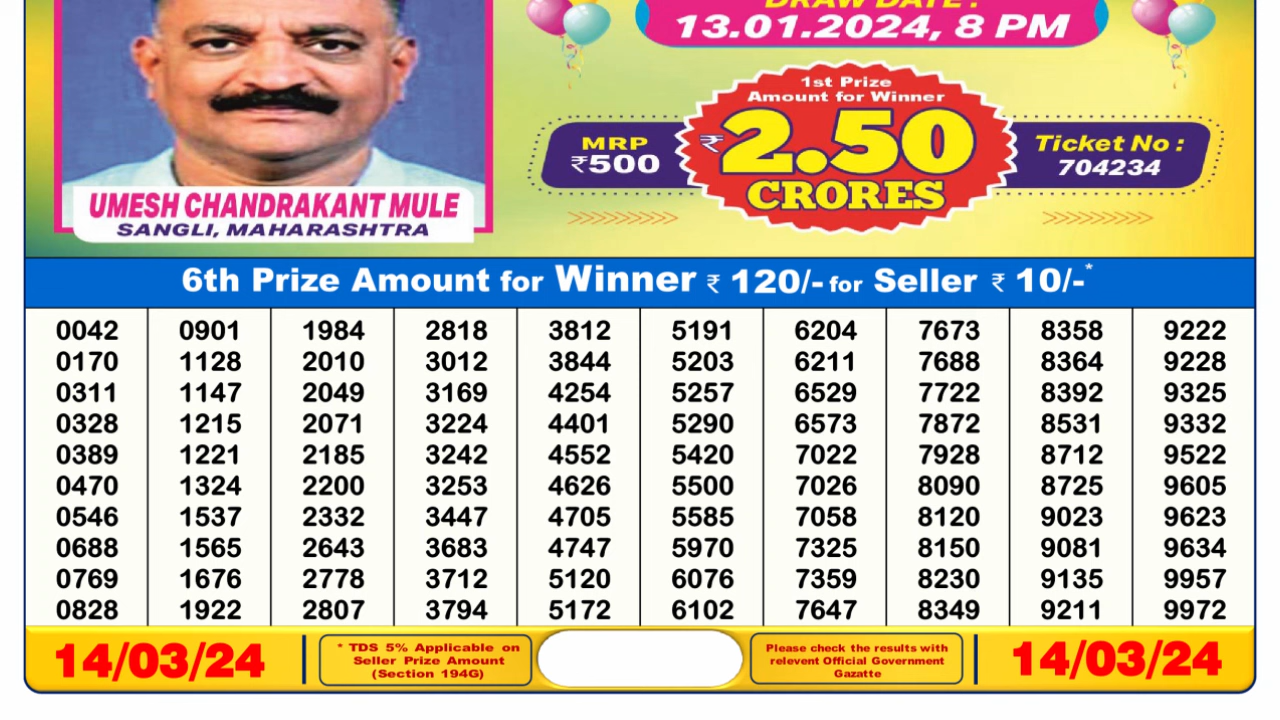 DRAW DATE :
13.01.2024, 8 PM
1st Prize
Amount for Winner
MRP
₹500
₹2.50
CRORES
Ticket No :
704234
UMESH CHANDRAKANT MULE
SANGLI, MAHARASHTRA
6th Prize Amount for Winner ₹ 120/- for Seller ₹ 10/-*
0042 0901 1984 2818 3812 5191 6204 7673 8358 9222
0170 1128 2010 3012 3844 5203 6211 7688 8364 9228
0311 1147 2049 3169 4254 5257 6529 7722 8392 9325
0328 1215 2071 3224 4401 5290 6573 7872 8531 9332
0389 1221 2185 3242 4552 5420 7022 7928 8712 9522
0470 1324 2200 3253 4626 5500 7026 8090 8725 9605
0546 1537 2332 3447 4705 5585 7058 8120 9023 9623
0688 1565 2643 3683 4747 5970 7325 8150 9081 9634
0769 1676 2778 3712 5120 6076 7359 8230 9135 9957
0828 1922 2807 3794 5172 6102 7647 8349 9211 9972
14/03/24
* TDS 5% Applicable on
Seller Prize Amount
(Section 194G)
Please check the results with
relevent Official Government
Gazatte
14/03/24